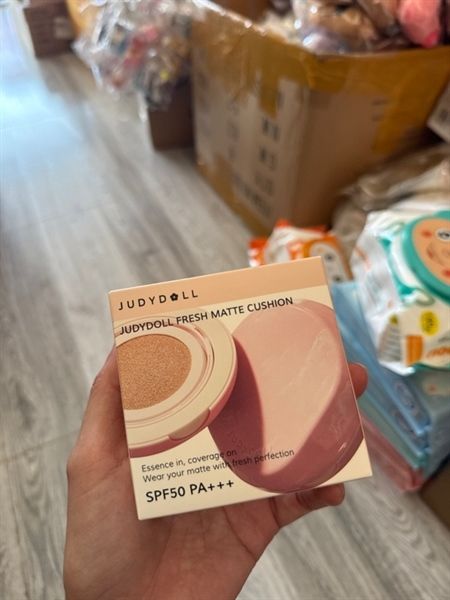 JUDYDOLL
JUDYDOLL FRESH MATTE CUSHION
Essence in, coverage on
Wear your matte with fresh perfection
SPF50 PA+++